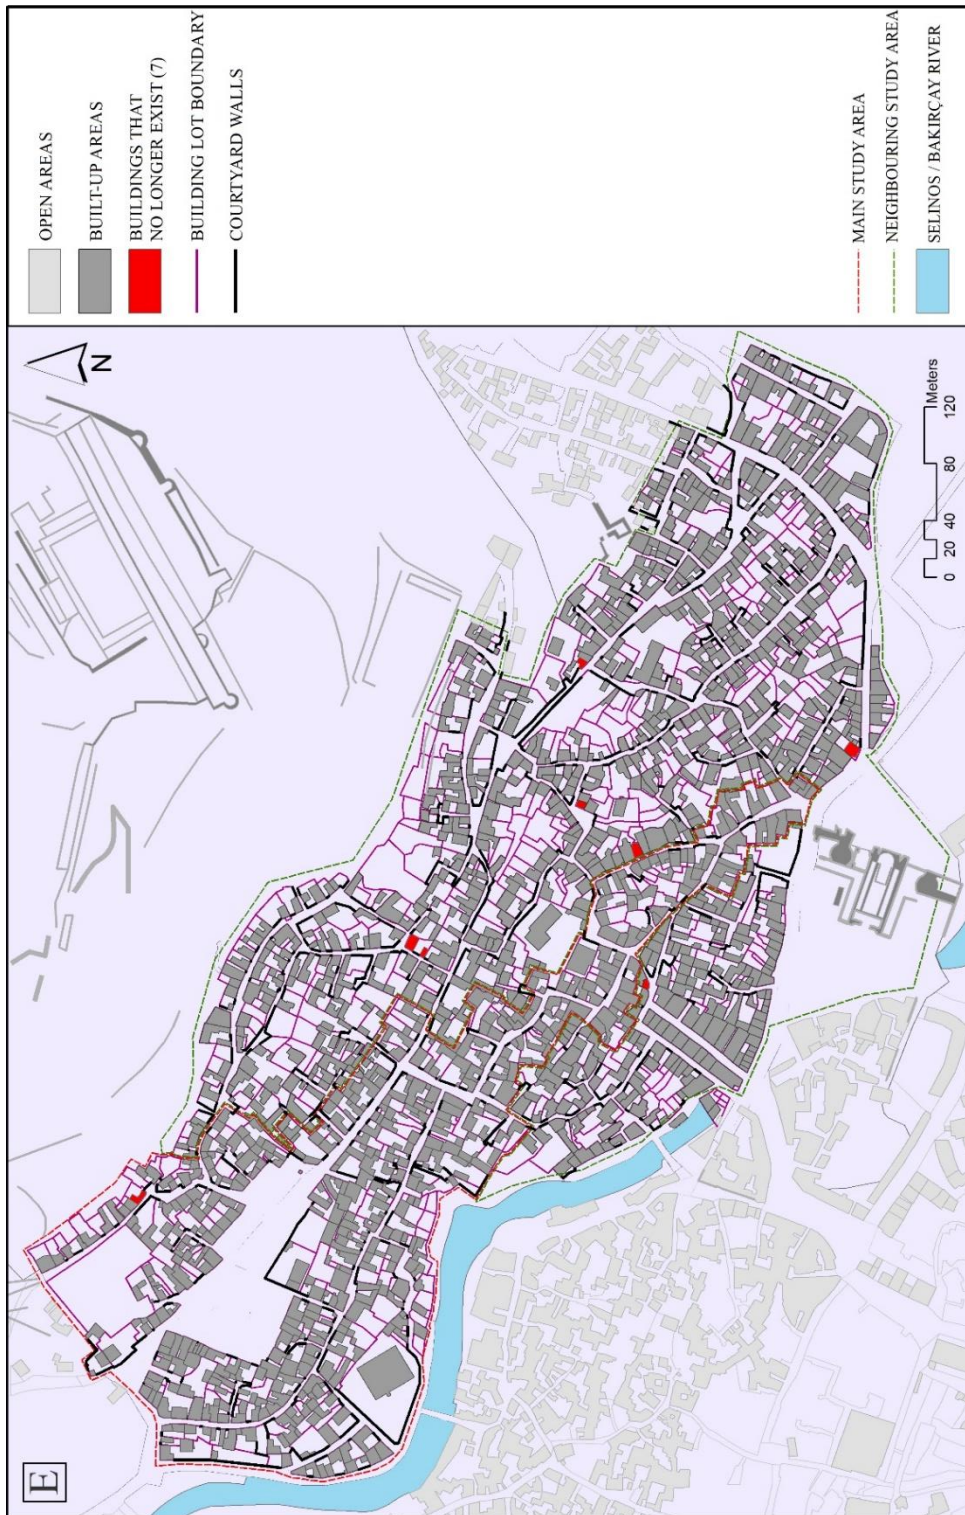 OPEN AREAS
BUILT-UP AREAS
BUILDINGS THAT
NO LONGER EXIST (7)
BUILDING LOT BOUNDARY
COURTYARD WALLS
MAIN STUDY AREA
NEIGHBOURING STUDY AREA
SELINOS / BAKIRÇAY RIVER
N
Meters
0 20 40 80 120
E